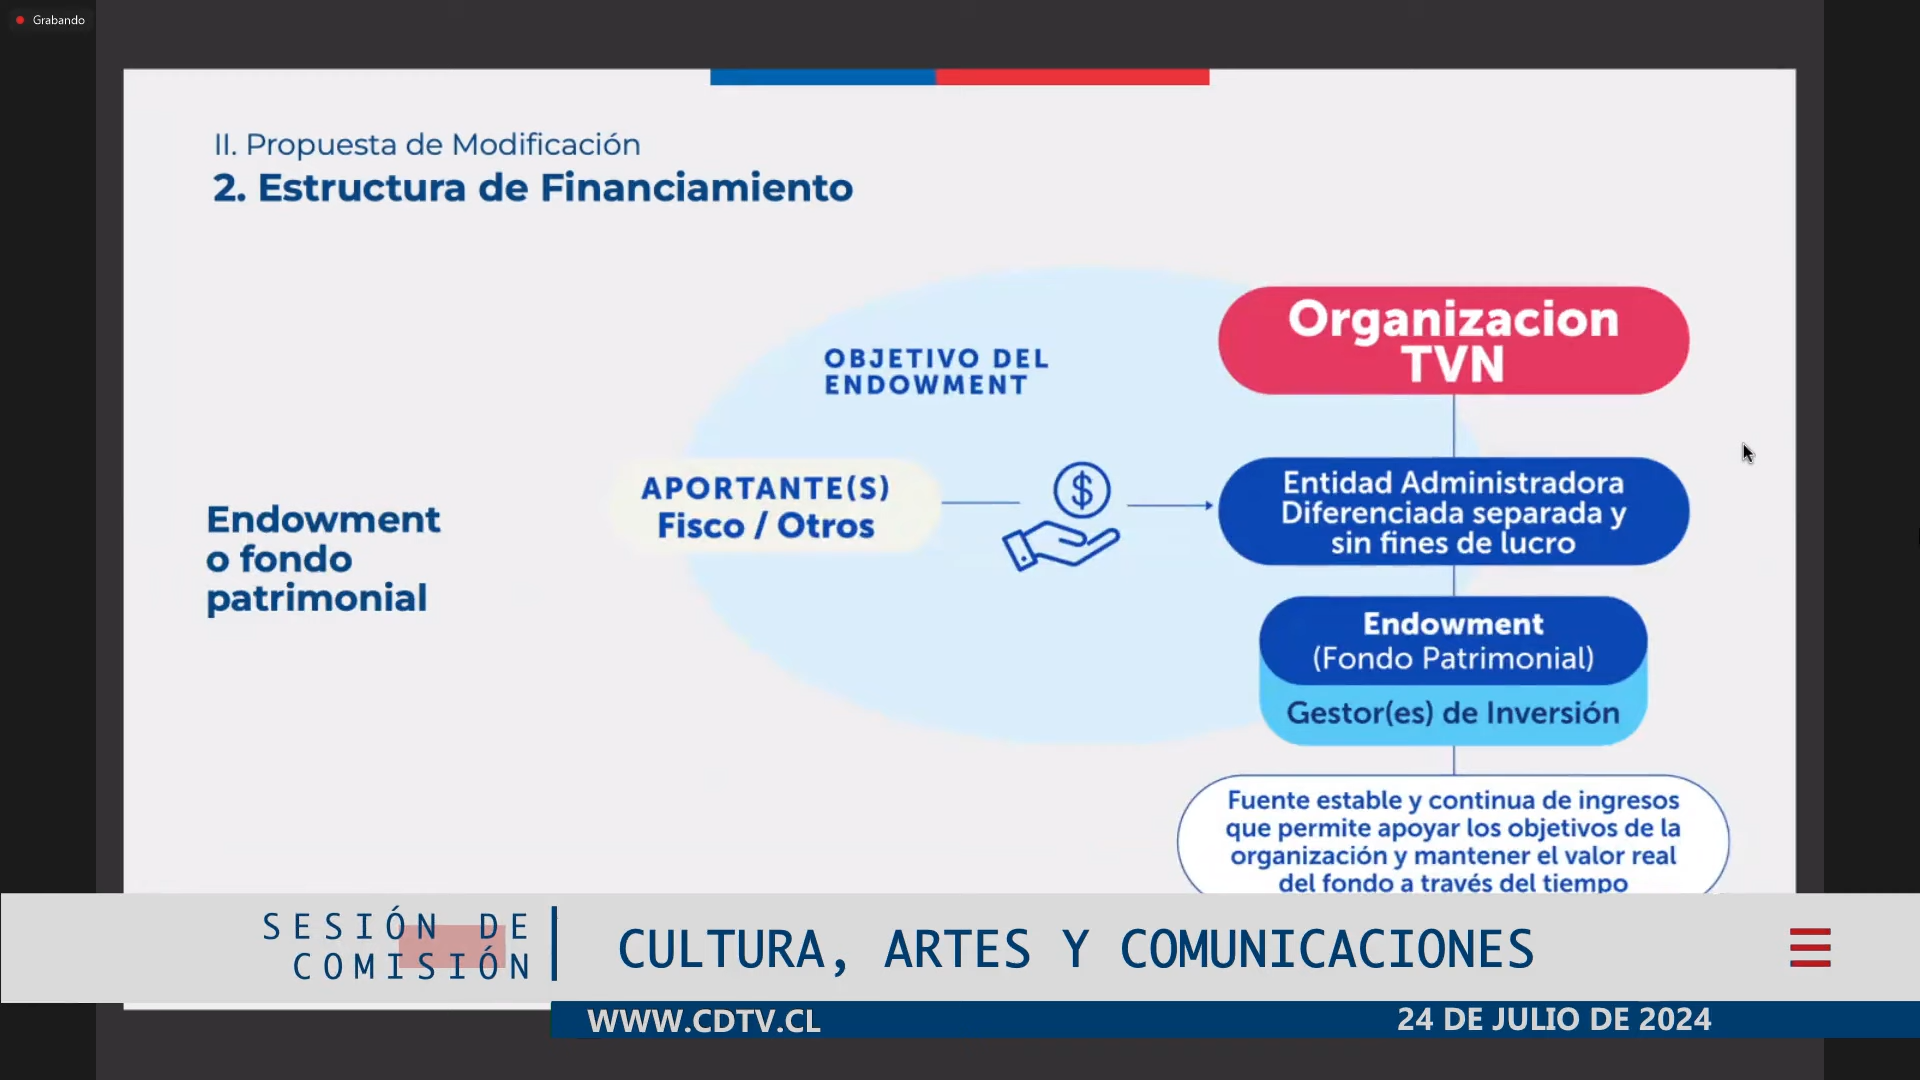 Grabando
II. Propuesta de Modificación
2. Estructura de Financiamiento
OBJETIVO DEL
ENDOWMENT
Organizacion
TVN
APORTANTE(S)
Fisco / Otros
$
Entidad Administradora
Diferenciada separada y
sin fines de lucro
Endowment
o fondo
patrimonial
Endowment
(Fondo Patrimonial)
Gestor(es) de Inversión
Fuente estable y continua de ingresos
que permite apoyar los objetivos de la
organización y mantener el valor real
del fondo a través del tiempo
SESIÓN DE
COMISIÓN
CULTURA, ARTES Y COMUNICACIONES
WWW.CDTV.CL
24 DE JULIO DE 2024